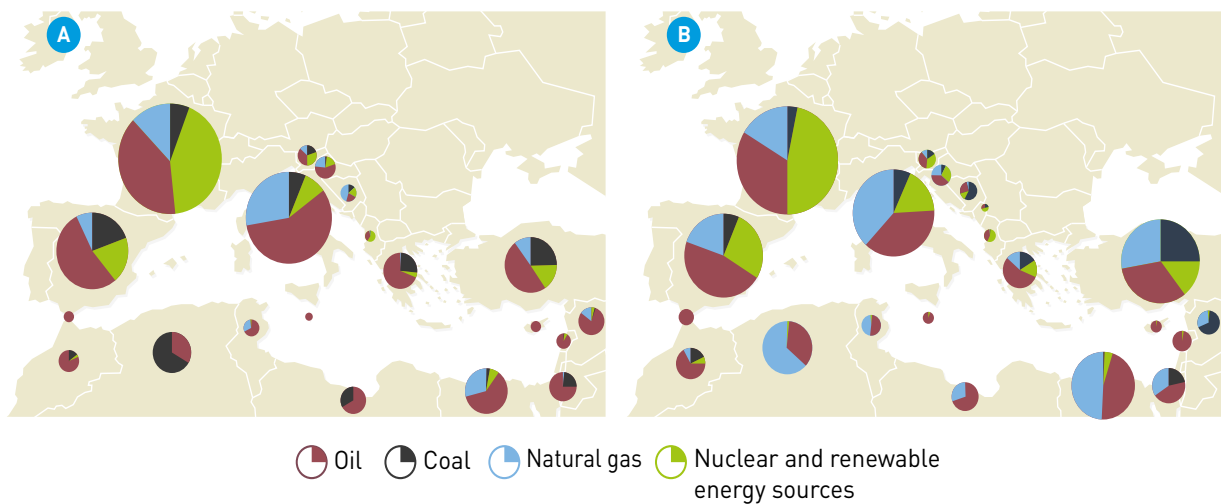 A
B
Oil
Coal
Natural gas
Nuclear and renewable
energy sources